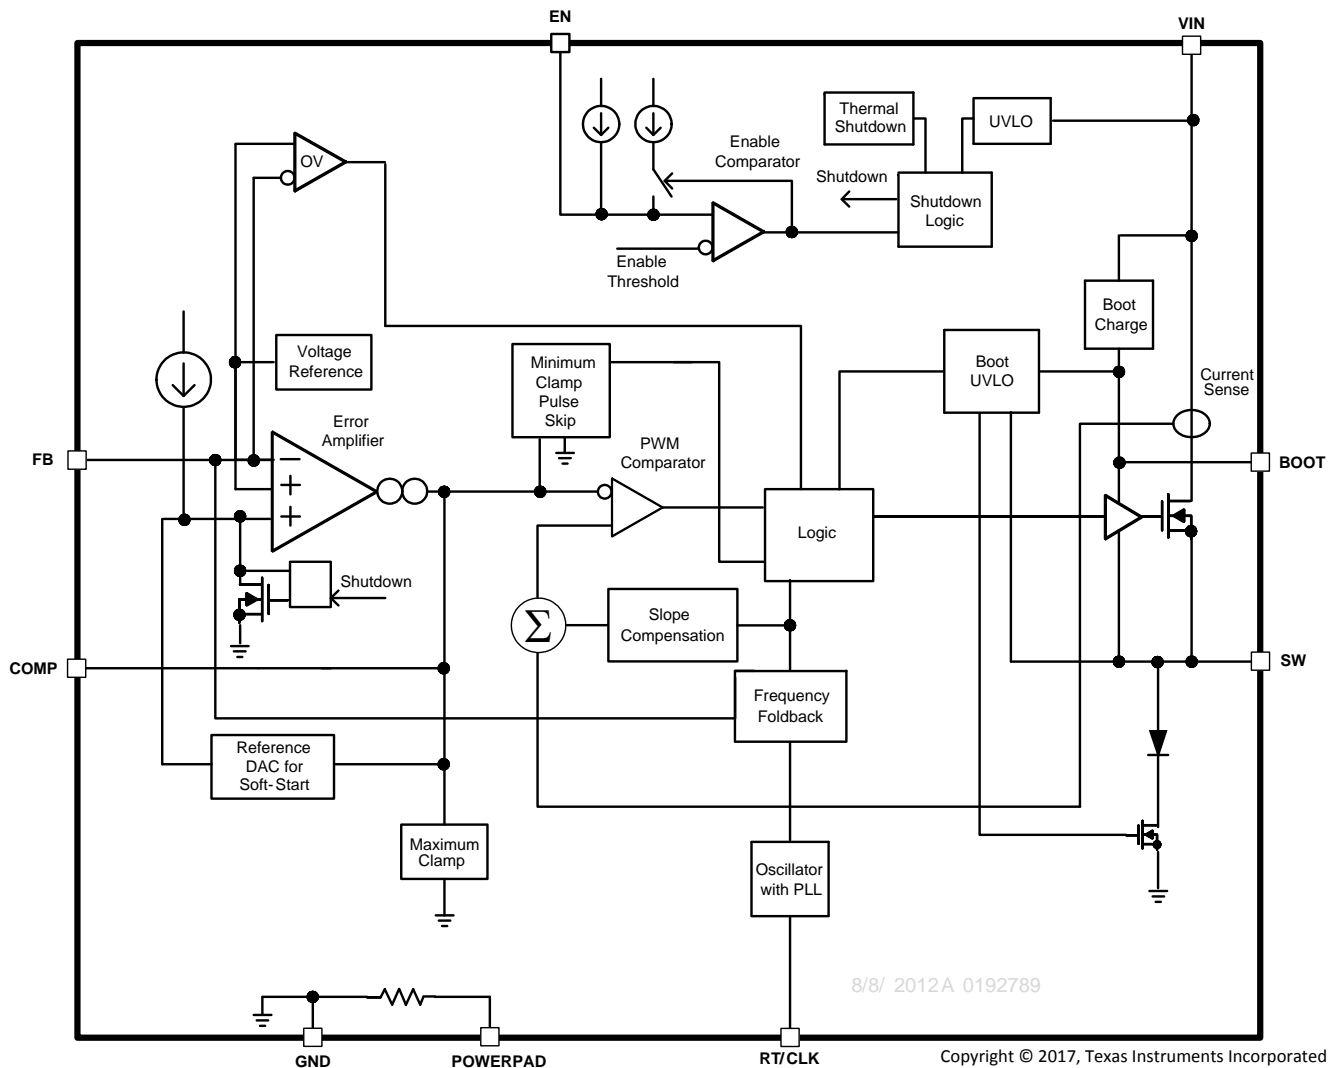 EN
VIN
Thermal
Shutdown
UVLO
OV
Enable
Comparator
Shutdown
Shutdown
Logic
Enable
Threshold
Boot
Charge
Voltage
Reference
Minimum
Clamp
Pulse
Skip
Boot
UVLO
Current
Sense
Error
Amplifier
PWM
Comparator
FB
BOOT
−
+
+
Logic
Shutdown
Σ
Slope
Compensation
COMP
SW
Frequency
Foldback
Reference
DAC for
Soft-Start
Maximum
Clamp
Oscillator
with PLL
8/8/ 2012A 0192789
GND
POWERPAD
RT/CLK
Copyright © 2017, Texas Instruments Incorporated